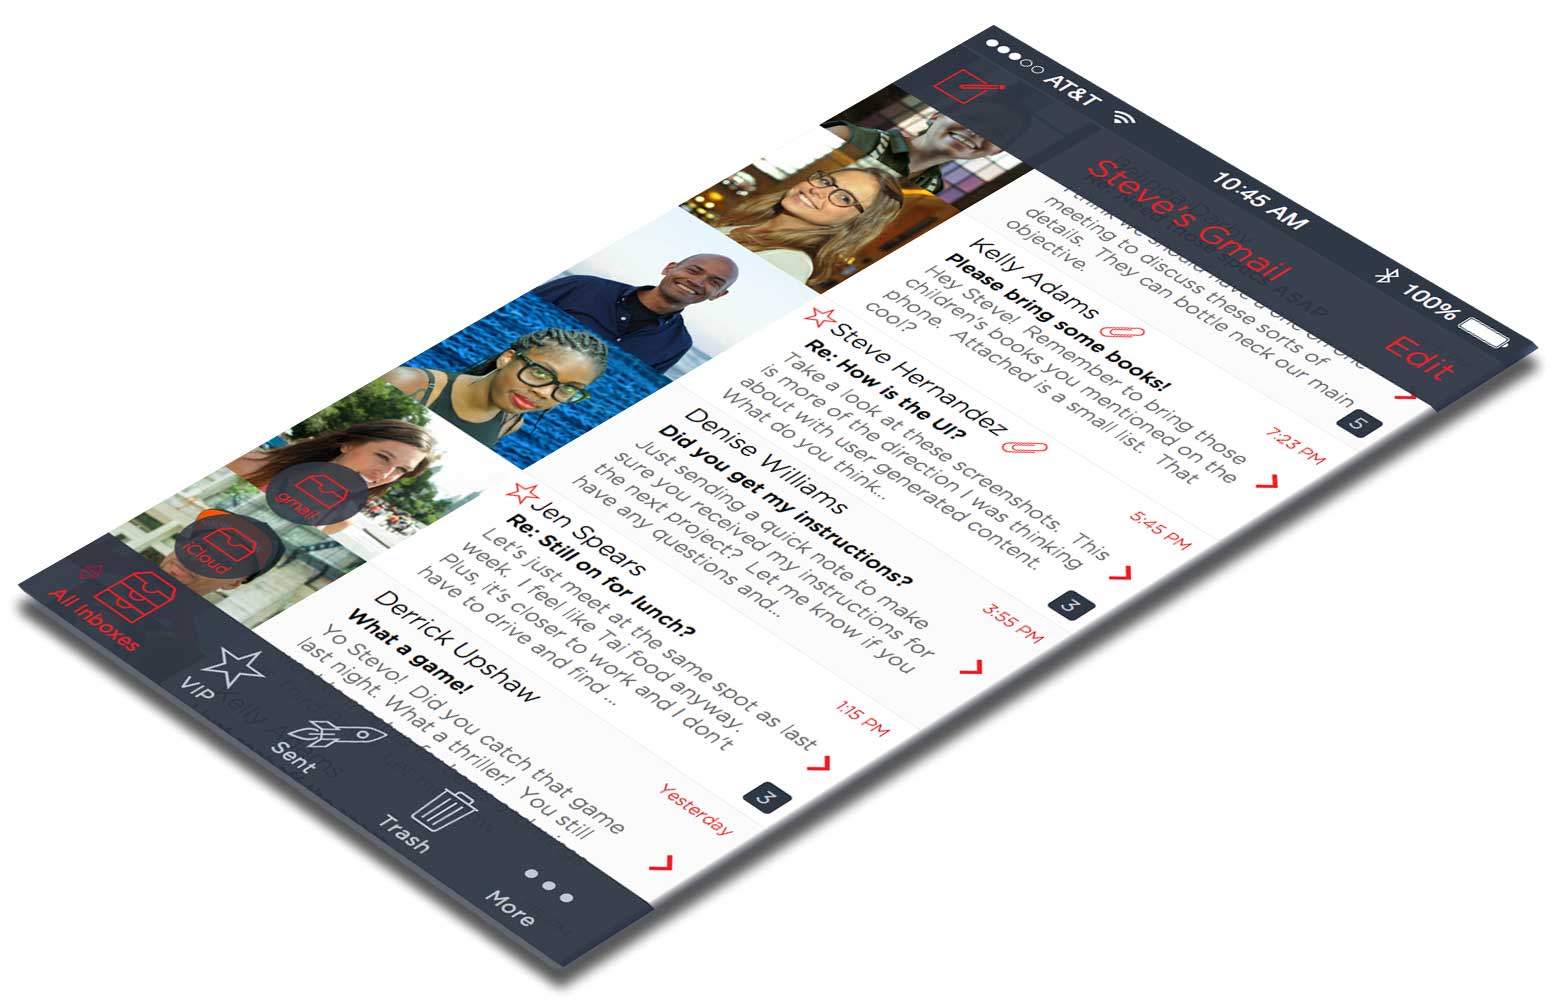 AT&T 10:45 AM 100%
Steve's Gmail
Edit
meeting to discuss these sorts of
details. They can bottle neck our main
objective.
5
Kelly Adams 7:23 PM
Please bring some books!
Hey Steve! Remember to bring those
children's books you mentioned on the
phone. Attached is a small list. That
cool?
Steve Hernandez 5:45 PM
Re: How is the UI?
Take a look at these screenshots. This
is more of the direction I was thinking
about with user generated content.
What do you think...
3
Denise Williams 3:55 PM
Did you get my instructions?
Just sending a quick note to make
sure you received my instructions for
the next project? Let me know if you
have any questions and...
Jen Spears 1:15 PM
Re: Still on for lunch?
Let's just meet at the same spot as last
week. I feel like Tai food anyway.
Plus, it's closer to work and I don't
have to drive and find ...
3
Derrick Upshaw Yesterday
What a game!
Yo Stevo! Did you catch that game
last night. What a thriller! You still
gmail
iCloud
All Inboxes
VIP
Sent
Trash
More